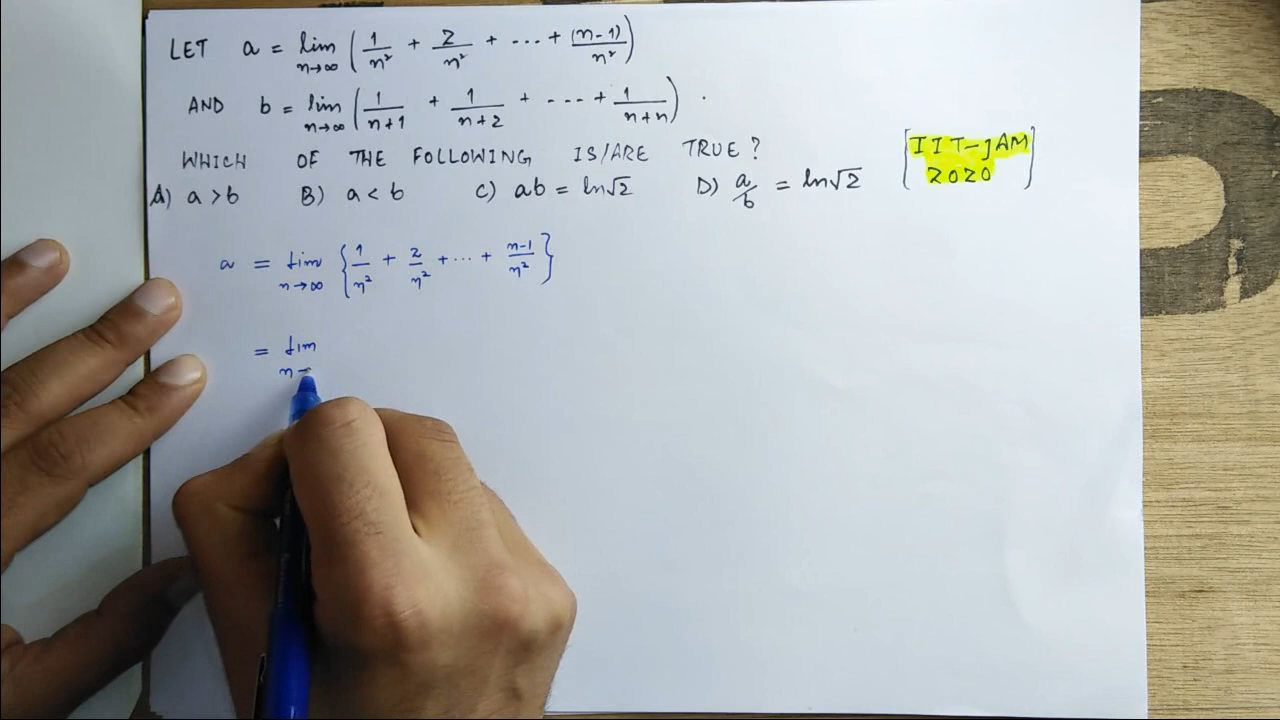 LET a = lim n→∞ (1/n² + 2/n² + ... + (n-1)/n²)
AND b = lim n→∞ (1/n+1 + 1/n+2 + ---- + 1/n+n) .
WHICH OF THE FOLLOWING IS/ARE TRUE?
[IIT-JAM 2020]
A) a > b B) a < b C) ab = ln√2 D) a/b = ln√2
a = lim n→∞ {1/n² + 2/n² + ... + n-1/n²}
= lim n-